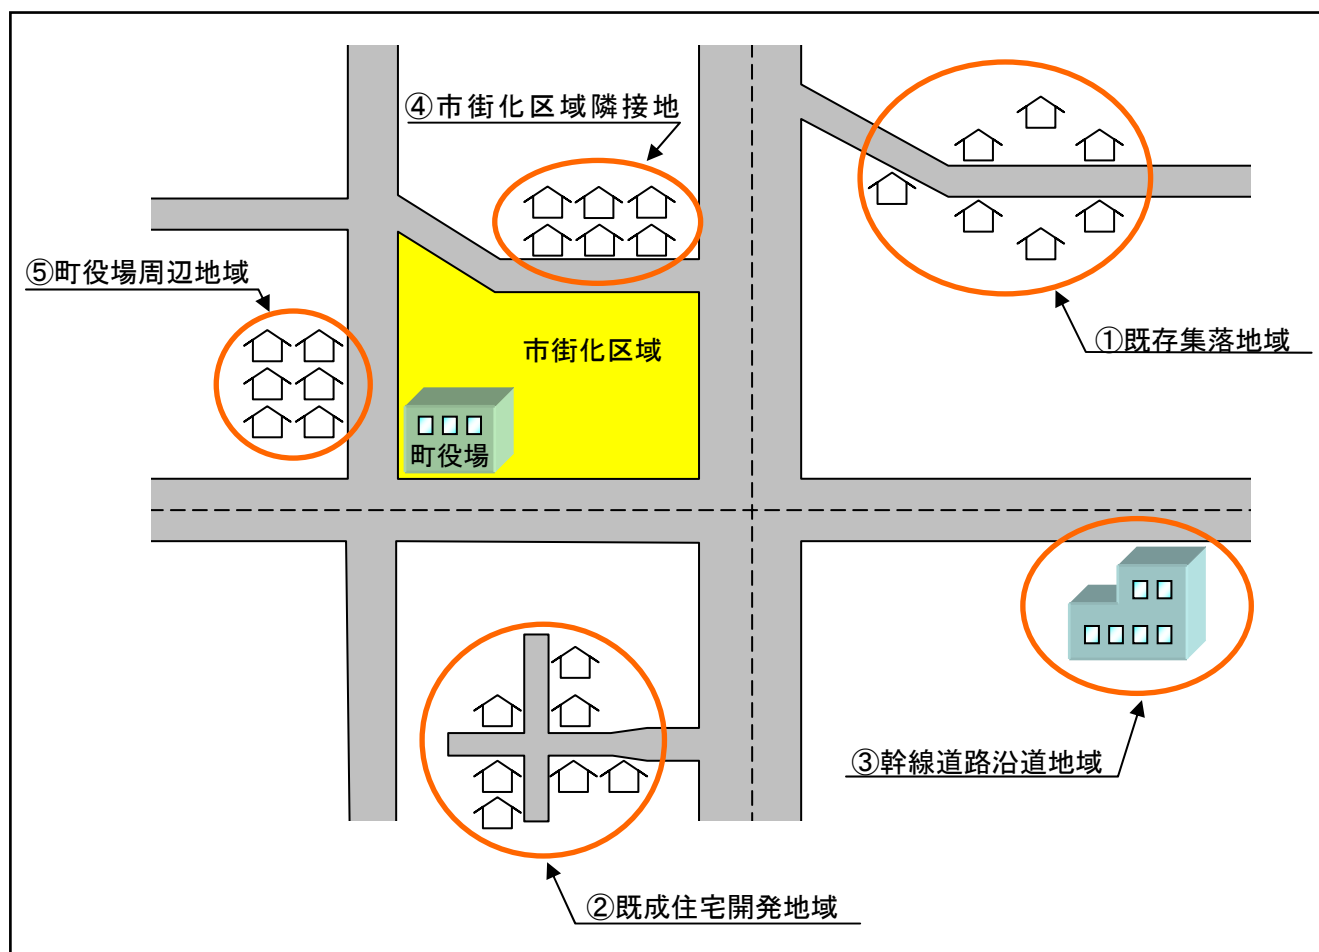 ④市街化区域隣接地
⑤町役場周辺地域
①既存集落地域
市街化区域
町役場
③幹線道路沿道地域
②既成住宅開発地域